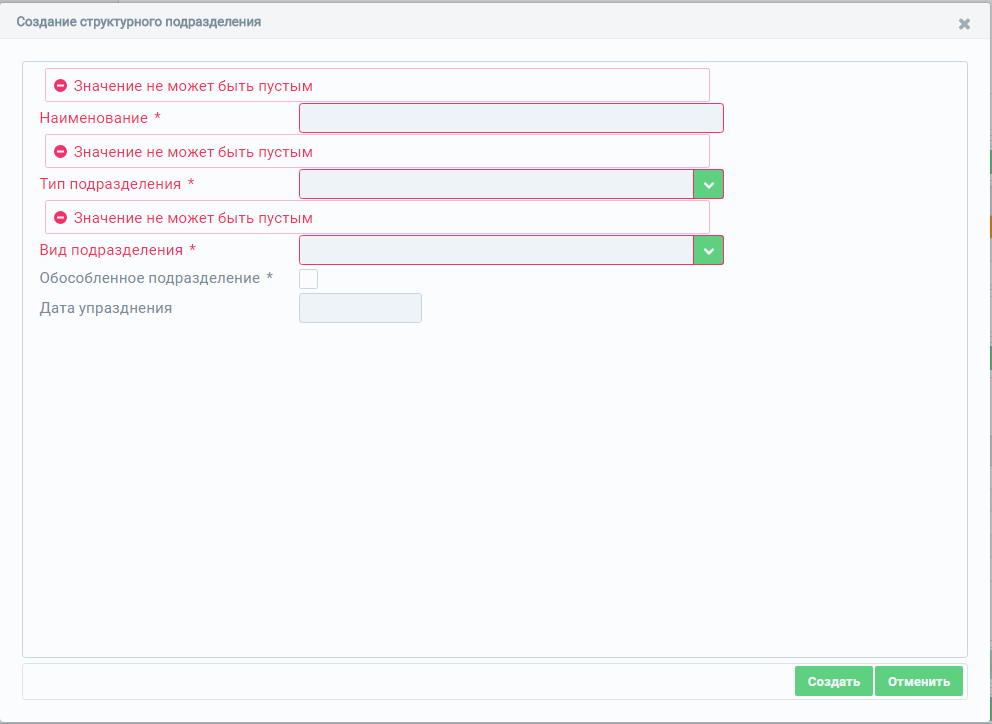 Создание структурного подразделения
Значение не может быть пустым
Наименование *
Значение не может быть пустым
Тип подразделения *
Значение не может быть пустым
Вид подразделения *
Обособленное подразделение *
Дата упразднения
Создать Отменить